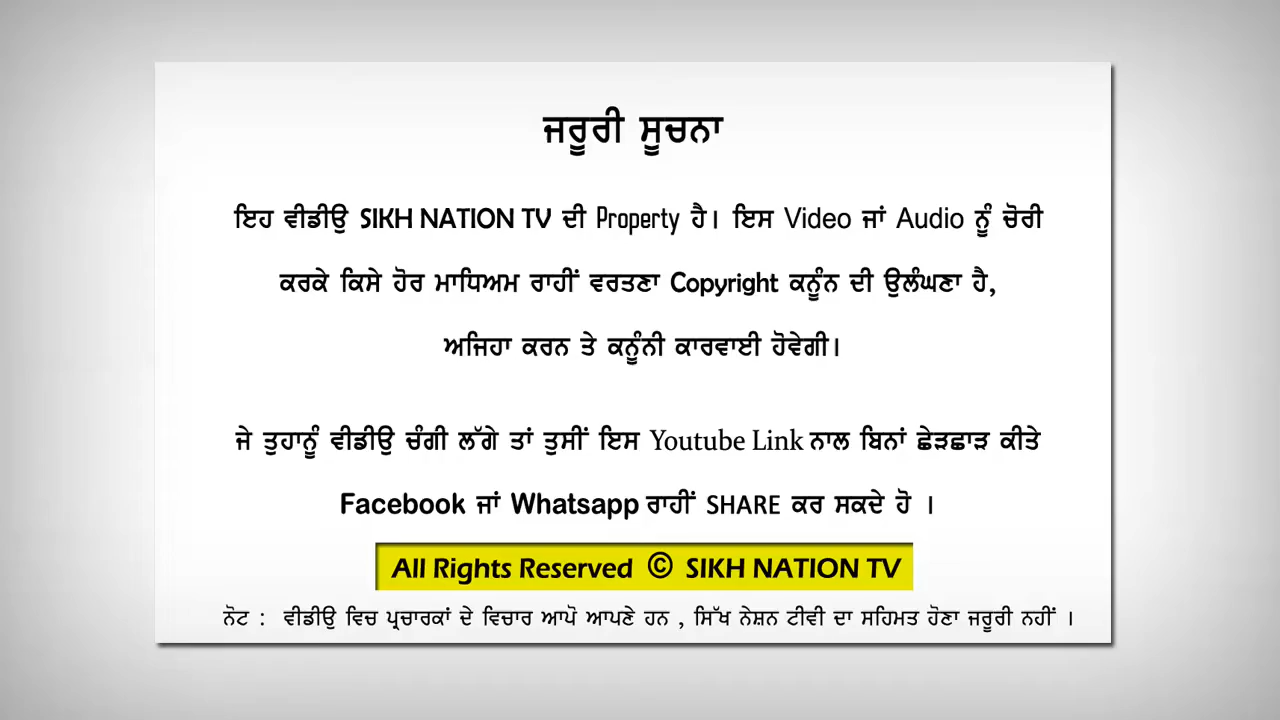 ਜਰੂਰੀ ਸੂਚਨਾ
ਇਹ ਵੀਡੀਉ SIKH NATION TV ਦੀ Property ਹੈ। ਇਸ Video ਜਾਂ Audio ਨੂੰ ਚੋਰੀ
ਕਰਕੇ ਕਿਸੇ ਹੋਰ ਮਾਧਿਅਮ ਰਾਹੀਂ ਵਰਤਣਾ Copyright ਕਨੂੰਨ ਦੀ ਉਲੰਘਣਾ ਹੈ,
ਅਜਿਹਾ ਕਰਨ ਤੇ ਕਨੂੰਨੀ ਕਾਰਵਾਈ ਹੋਵੇਗੀ।
ਜੇ ਤੁਹਾਨੂੰ ਵੀਡੀਉ ਚੰਗੀ ਲੱਗੇ ਤਾਂ ਤੁਸੀਂ ਇਸ Youtube Link ਨਾਲ ਬਿਨਾਂ ਛੇੜਛਾੜ ਕੀਤੇ
Facebook ਜਾਂ Whatsapp ਰਾਹੀਂ SHARE ਕਰ ਸਕਦੇ ਹੋ ।
All Rights Reserved © SIKH NATION TV
ਨੋਟ : ਵੀਡੀਉ ਵਿਚ ਪ੍ਰਚਾਰਕਾਂ ਦੇ ਵਿਚਾਰ ਆਪੋ ਆਪਣੇ ਹਨ , ਸਿੱਖ ਨੇਸ਼ਨ ਟੀਵੀ ਦਾ ਸਹਿਮਤ ਹੋਣਾ ਜਰੂਰੀ ਨਹੀਂ ।